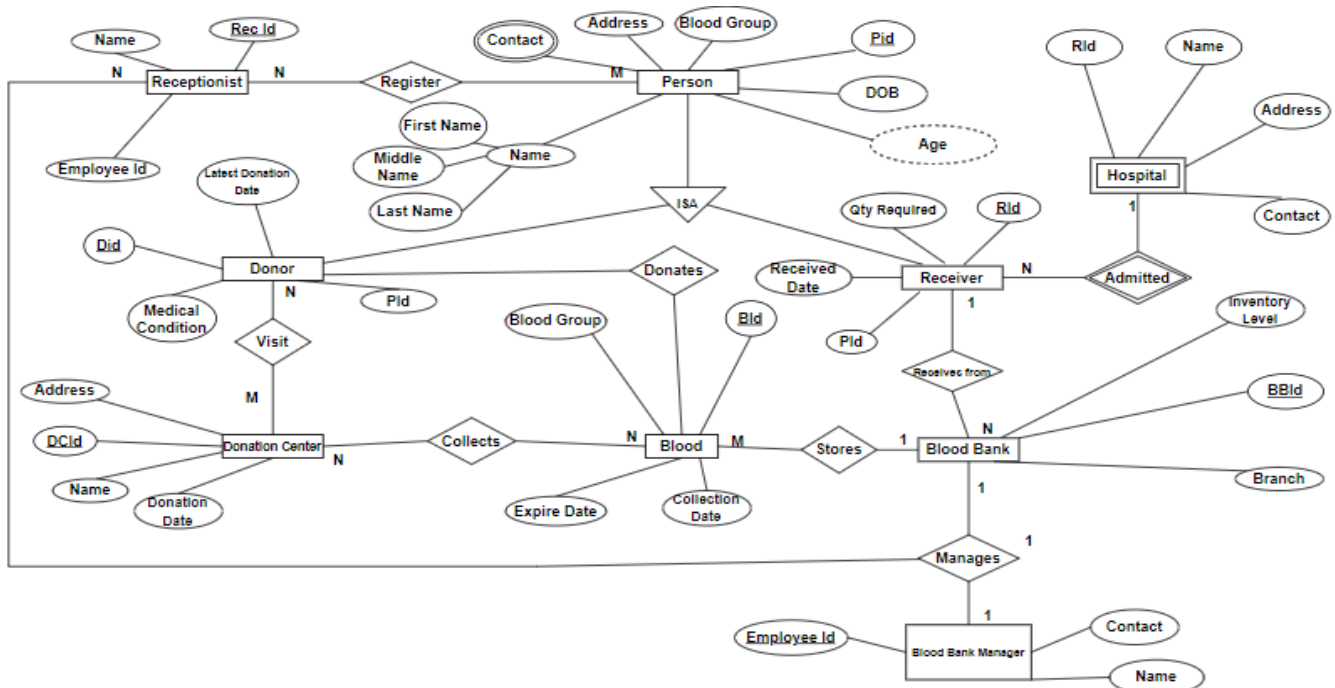 Rec Id
Name
Address
Blood Group
Contact
Pid
RId
Name
N
Receptionist
N
Register
M
Person
DOB
Address
First Name
Age
Middle
Name
Name
Employee Id
Latest Donation
Date
Last Name
ISA
Hospital
Qty Required
RId
1
Contact
Did
Donor
Donates
Received
Date
Receiver
N
Admitted
N
PId
1
Medical
Condition
Blood Group
BId
Inventory
Level
Visit
PId
Receives from
Address
M
BBId
DCId
Donation Center
N
Collects
N
Blood
M
Stores
1
N
Blood Bank
Name
Donation
Date
Expire Date
Collection
Date
1
Branch
1
Manages
1
Employee Id
Blood Bank Manager
Contact
Name